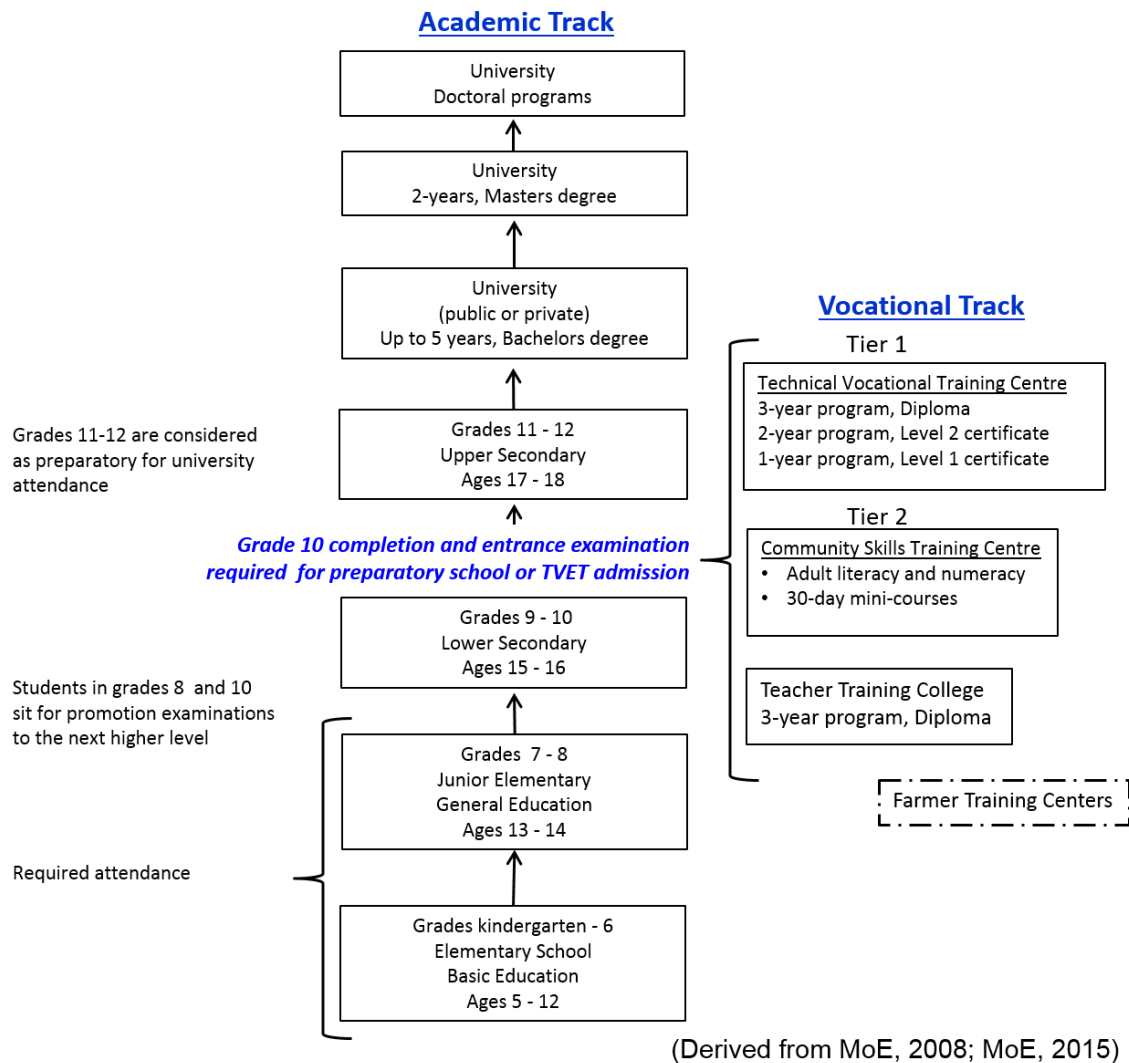 Academic Track
University
Doctoral programs
University
2-years, Masters degree
University
(public or private)
Up to 5 years, Bachelors degree
Grades 11-12 are considered
as preparatory for university
attendance
Grades 11 - 12
Upper Secondary
Ages 17 - 18
Grade 10 completion and entrance examination
required  for preparatory school or TVET admission
Grades 9 - 10
Lower Secondary
Ages 15 - 16
Students in grades 8  and 10
sit for promotion examinations
to the next higher level
Grades  7 - 8
Junior Elementary
General Education
Ages 13 - 14
Required attendance
Grades kindergarten - 6
Elementary School
Basic Education
Ages 5 - 12
Vocational Track
Tier 1
Technical Vocational Training Centre
3-year program, Diploma
2-year program, Level 2 certificate
1-year program, Level 1 certificate
Tier 2
Community Skills Training Centre
• Adult literacy and numeracy
• 30-day mini-courses
Teacher Training College
3-year program, Diploma
Farmer Training Centers
(Derived from MoE, 2008; MoE, 2015)